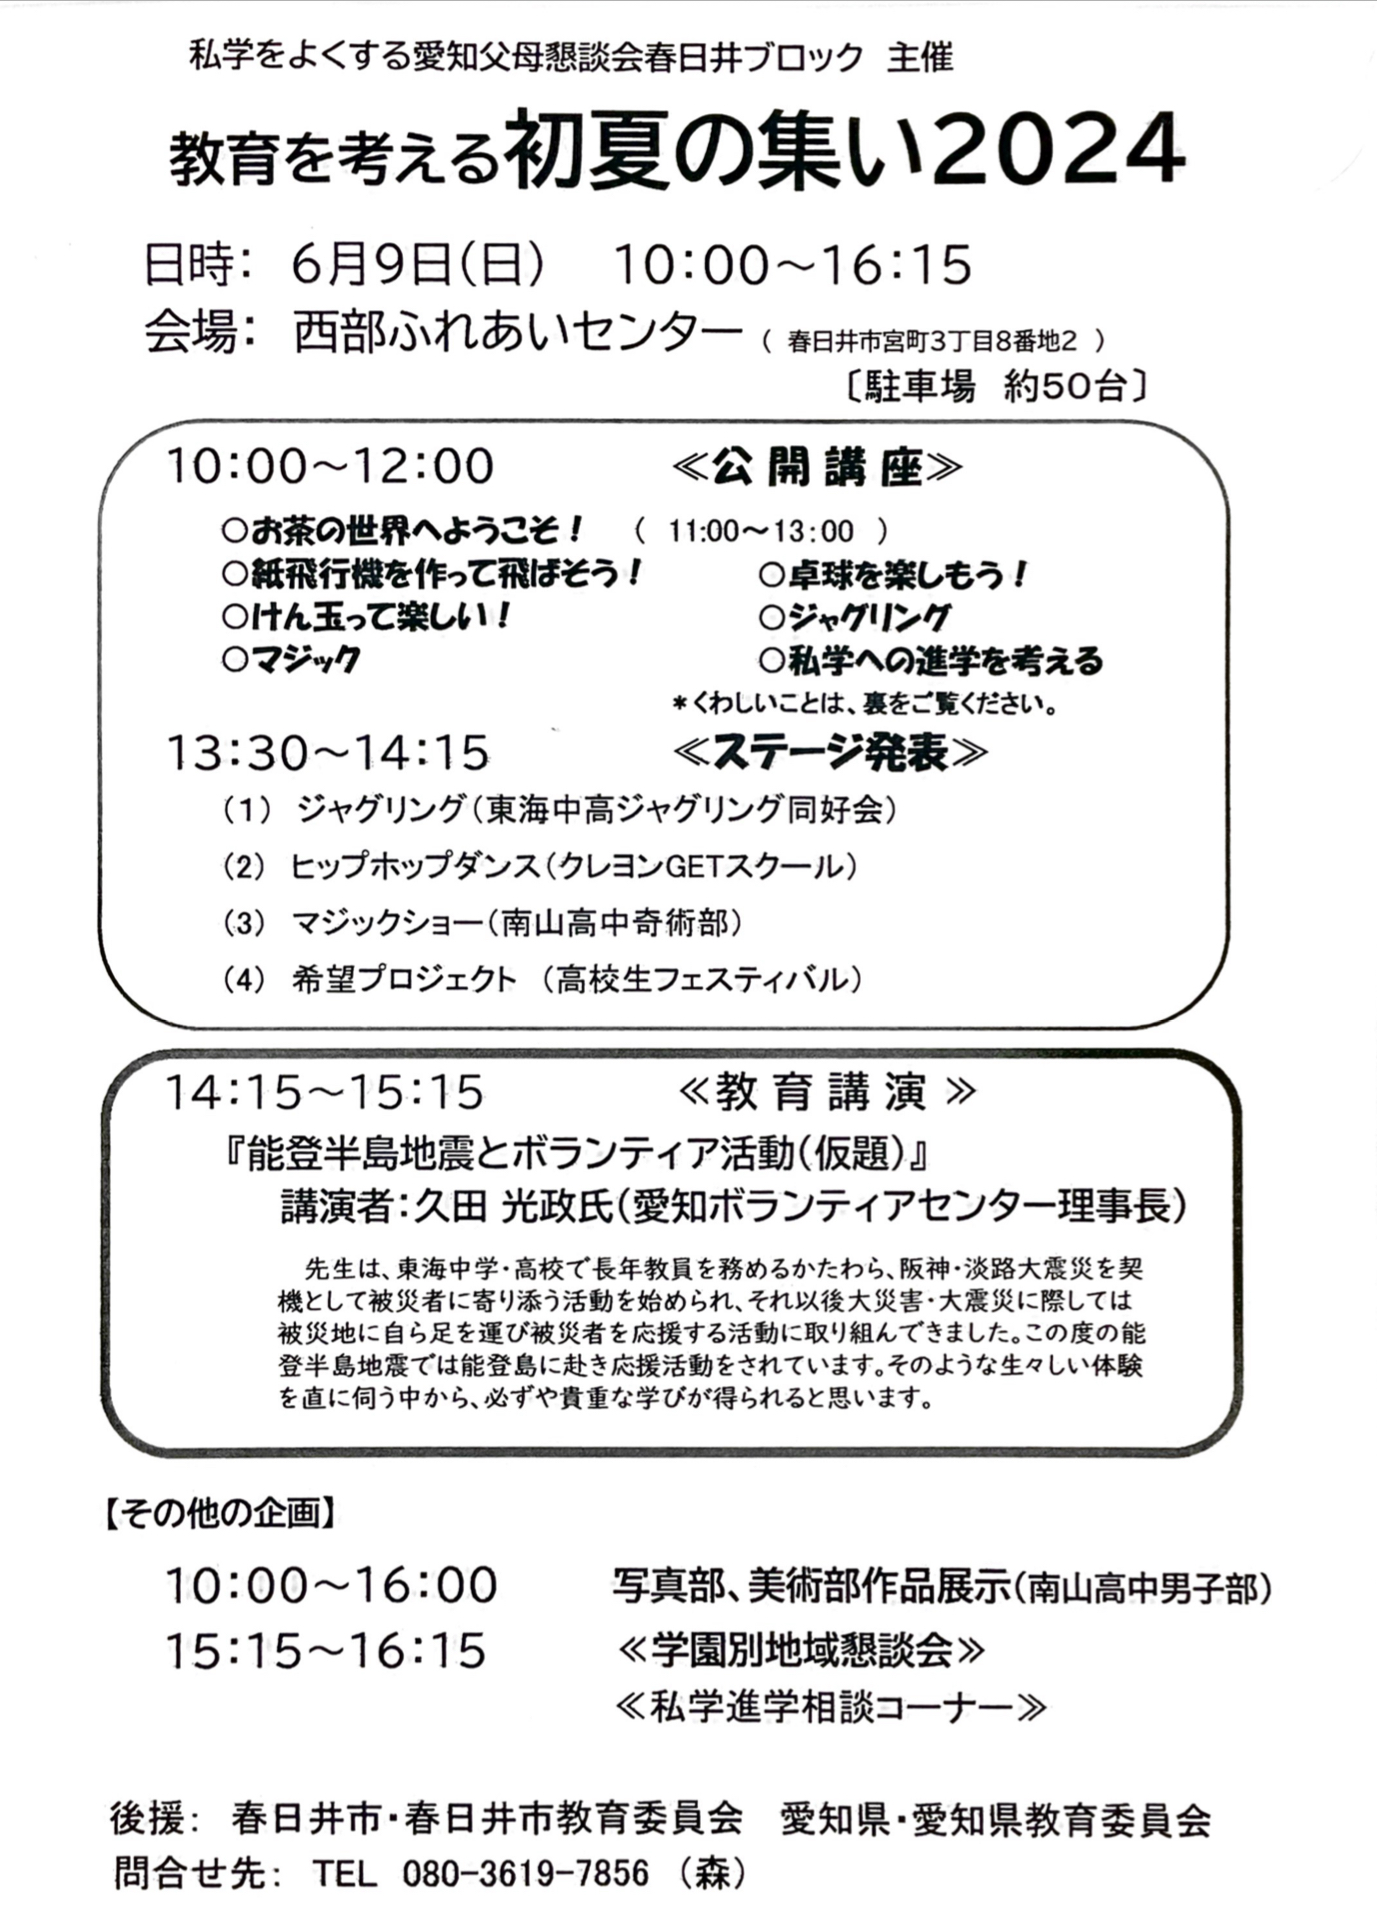 私学をよくする愛知父母懇談会春日井ブロック 主催
教育を考える初夏の集い2024
日時： 6月9日（日） 10：00～16：15
会場： 西部ふれあいセンター（ 春日井市宮町3丁目8番地2 ）
〔駐車場 約50台〕
10：00～12：00 ≪公開講座≫
○お茶の世界へようこそ！ （ 11:00～13：00 ）
○紙飛行機を作って飛ばそう！ ○卓球を楽しもう！
○けん玉って楽しい！ ○ジャグリング
○マジック ○私学への進学を考える
＊くわしいことは、裏をご覧ください。
13：30～14：15 ≪ステージ発表≫
（1） ジャグリング（東海中高ジャグリング同好会）
（2） ヒップホップダンス（クレヨンGETスクール）
（3） マジックショー（南山高中奇術部）
（4） 希望プロジェクト （高校生フェスティバル）
14：15～15：15 ≪教育講演≫
『能登半島地震とボランティア活動（仮題）』
講演者：久田 光政氏（愛知ボランティアセンター理事長）
先生は、東海中学・高校で長年教員を務めるかたわら、阪神・淡路大震災を契
機として被災者に寄り添う活動を始められ、それ以後大災害・大震災に際しては
被災地に自ら足を運び被災者を応援する活動に取り組んできました。この度の能
登半島地震では能登島に赴き応援活動をされています。そのような生々しい体験
を直に伺う中から、必ずや貴重な学びが得られると思います。
【その他の企画】
10：00～16：00 写真部、美術部作品展示（南山高中男子部）
15：15～16：15 ≪学園別地域懇談会≫
≪私学進学相談コーナー≫
後援： 春日井市・春日井市教育委員会 愛知県・愛知県教育委員会
問合せ先： TEL 080-3619-7856 （森）